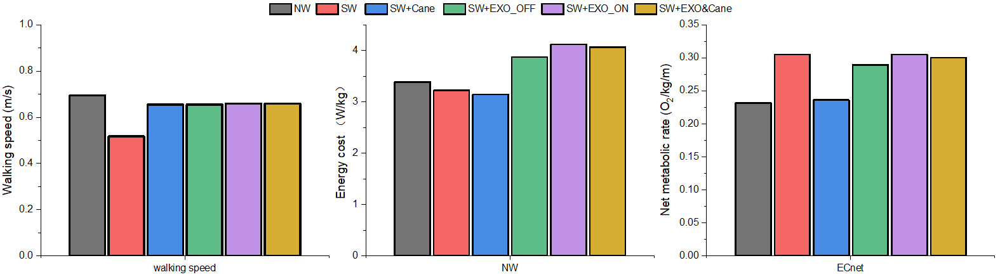 NW SW SW+Cane SW+EXO_OFF SW+EXO_ON SW+EXO&Cane
Walking speed (m/s)
1.0
0.8
0.6
0.4
0.2
0.0
walking speed
Energy cost（W/kg）
4
3
2
1
0
NW
Net metabolic rate (O₂/kg/m)
0.35
0.30
0.25
0.20
0.15
0.10
0.05
0.00
ECnet